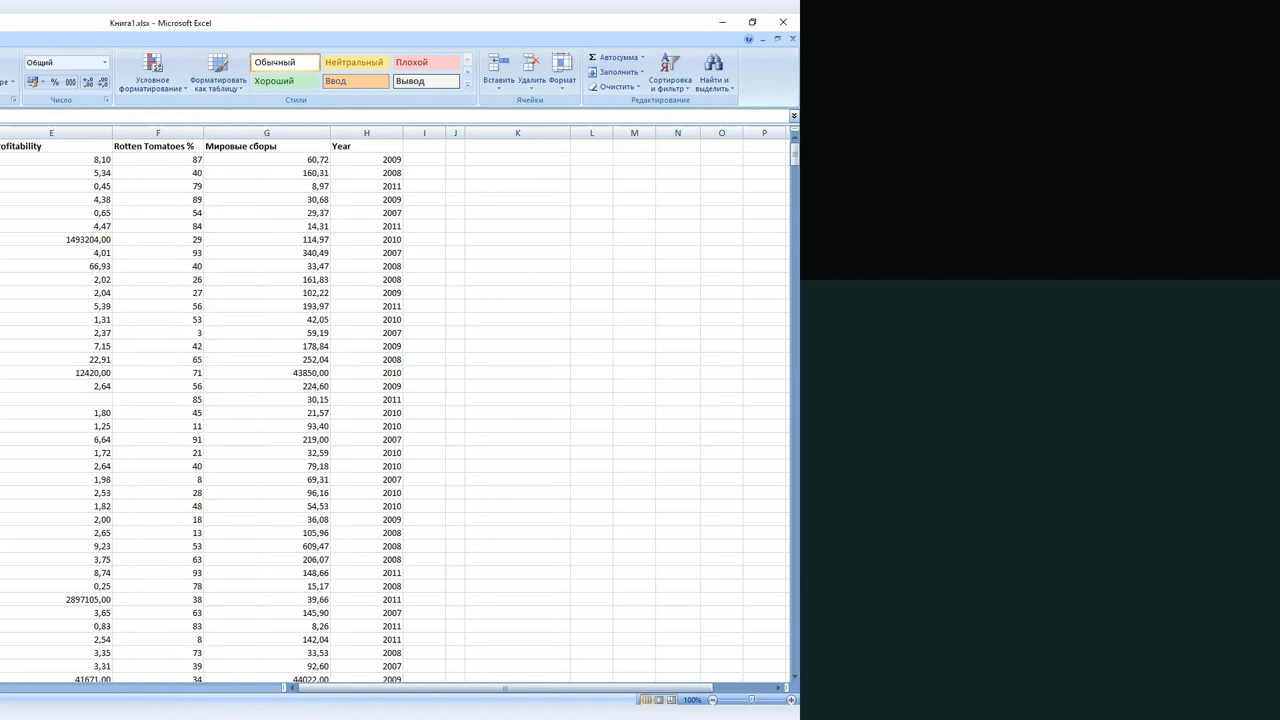 Книга1.xlsx - Microsoft Excel
Общий
Условное форматирование
Форматировать как таблицу
Обычный Нейтральный Плохой
Хороший Ввод Вывод
Вставить Удалить Формат
Автосумма
Заполнить
Очистить
Сортировка и фильтр
Найти и выделить
% 000
Число Стили Ячейки Редактирование
E F G H I J K L M N O P
ofitability Rotten Tomatoes % Мировые сборы Year
8,10 87 60,72 2009
5,34 40 160,31 2008
0,45 79 8,97 2011
4,38 89 30,68 2009
0,65 54 29,37 2007
4,47 84 14,31 2011
1493204,00 29 114,97 2010
4,01 93 340,49 2007
66,93 40 33,47 2008
2,02 26 161,83 2008
2,04 27 102,22 2009
5,39 56 193,97 2011
1,31 53 42,05 2010
2,37 3 59,19 2007
7,15 42 178,84 2009
22,91 65 252,04 2008
12420,00 71 43850,00 2010
2,64 56 224,60 2009
85 30,15 2011
1,80 45 21,57 2010
1,25 11 93,40 2010
6,64 91 219,00 2007
1,72 21 32,59 2010
2,64 40 79,18 2010
1,98 8 69,31 2007
2,53 28 96,16 2010
1,82 48 54,53 2010
2,00 18 36,08 2009
2,65 13 105,96 2008
9,23 53 609,47 2008
3,75 63 206,07 2008
8,74 93 148,66 2011
0,25 78 15,17 2008
2897105,00 38 39,66 2011
3,65 63 145,90 2007
0,83 83 8,26 2011
2,54 8 142,04 2011
3,35 73 33,53 2008
3,31 39 92,60 2007
41671,00 34 44022,00 2009
100%